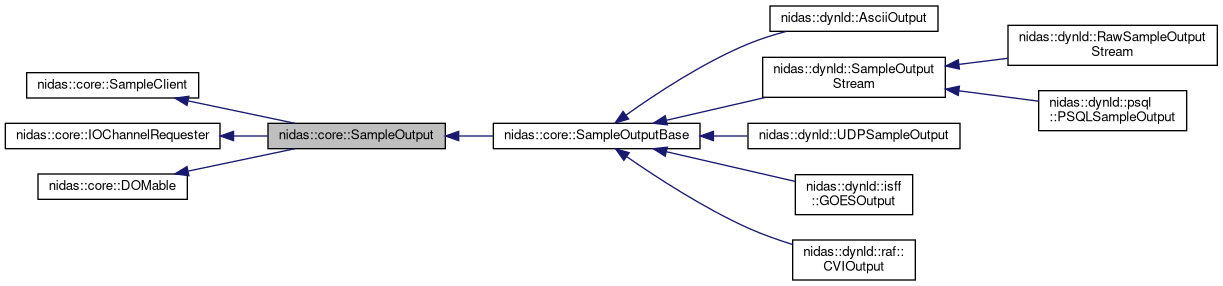 nidas::core::SampleClient
nidas::core::IOChannelRequester
nidas::core::DOMable
nidas::core::SampleOutput
nidas::core::SampleOutputBase
nidas::dynld::AsciiOutput
nidas::dynld::SampleOutput
Stream
nidas::dynld::UDPSampleOutput
nidas::dynld::isff
::GOESOutput
nidas::dynld::raf::
CVIOutput
nidas::dynld::RawSampleOutput
Stream
nidas::dynld::psql
::PSQLSampleOutput